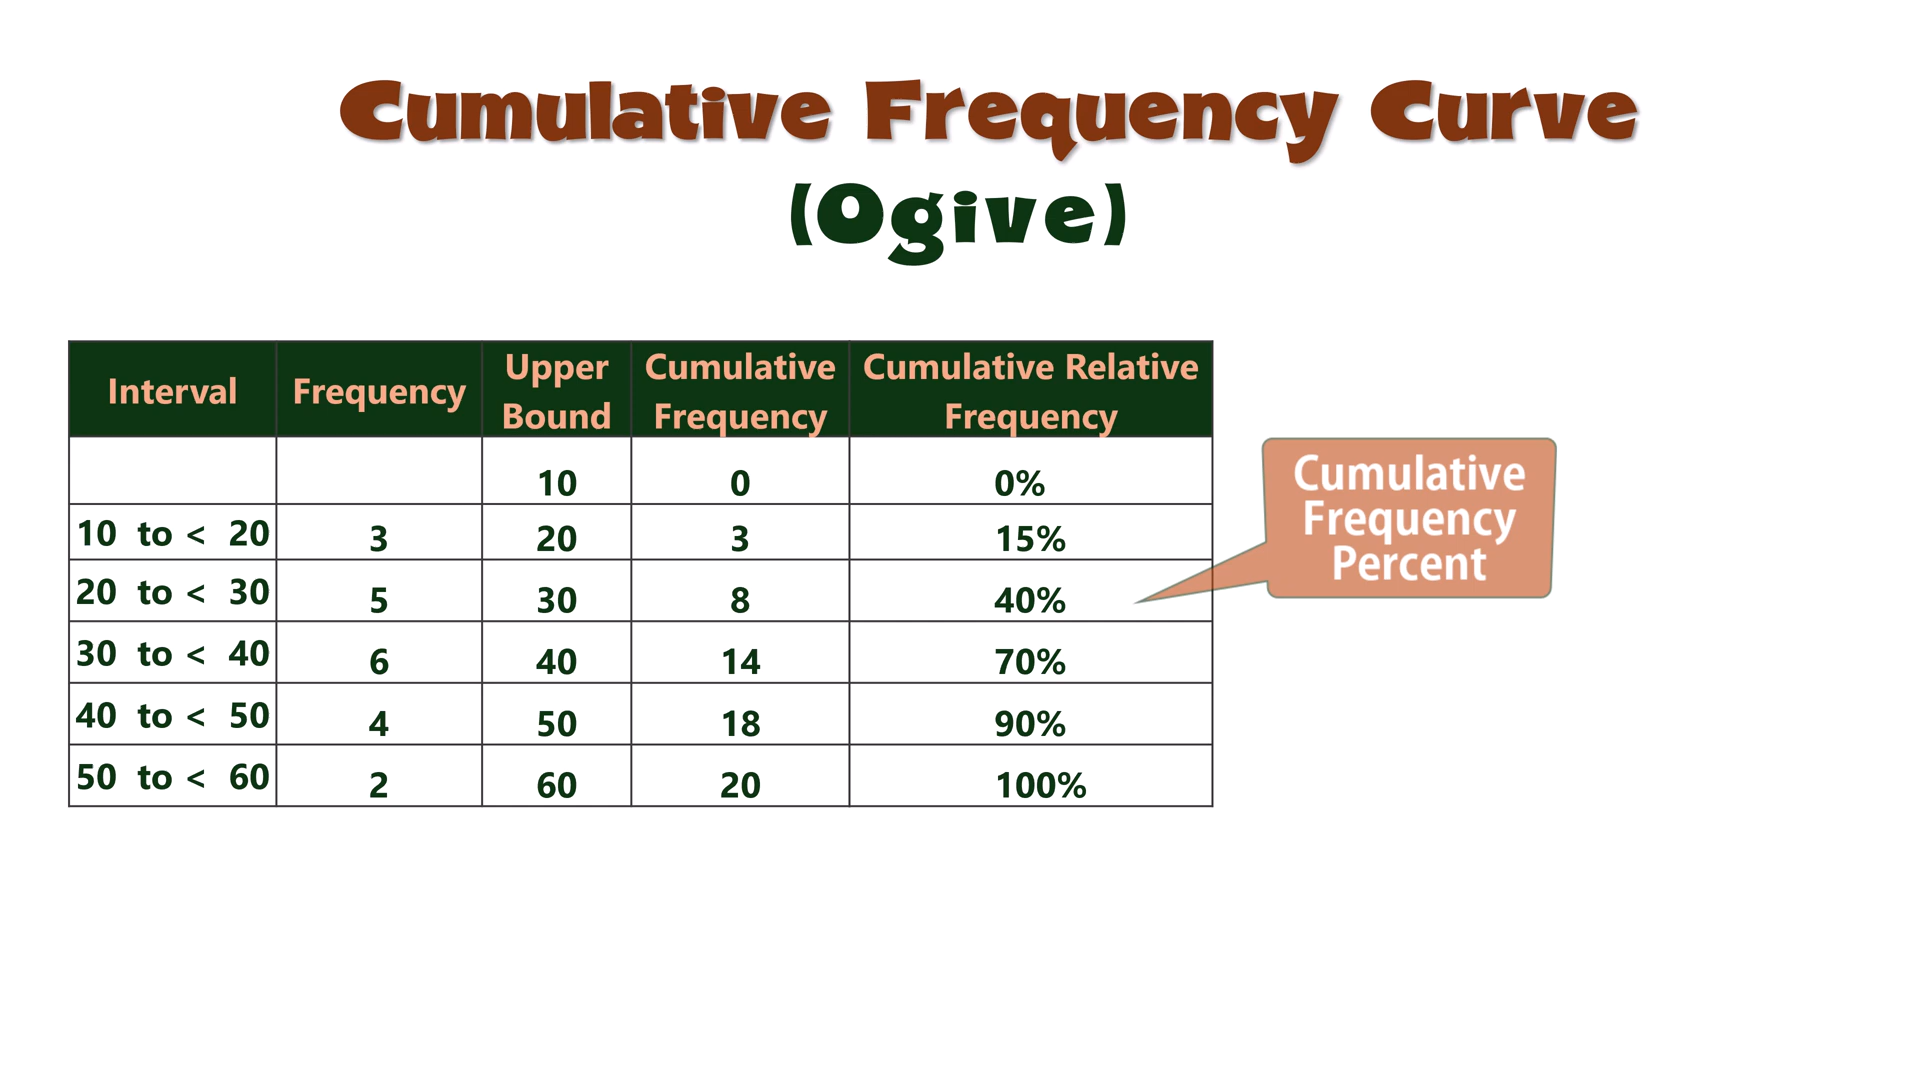 Cumulative Frequency Curve
(Ogive)
Interval Frequency Upper Bound Cumulative Frequency Cumulative Relative Frequency
10 0 0%
10 to < 20 3 20 3 15%
20 to < 30 5 30 8 40%
30 to < 40 6 40 14 70%
40 to < 50 4 50 18 90%
50 to < 60 2 60 20 100%
Cumulative
Frequency
Percent